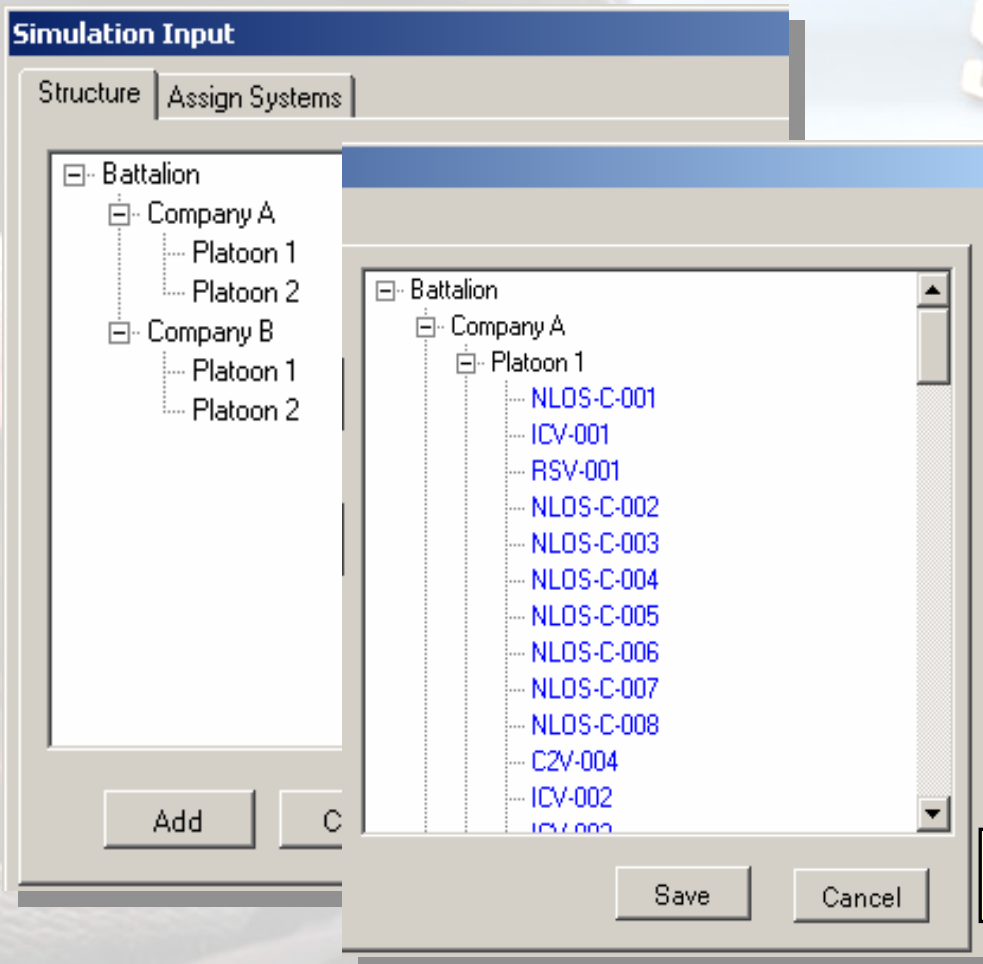 Simulation Input
Structure
Assign Systems
Battalion
Company A
Platoon 1
Platoon 2
Company B
Platoon 1
Platoon 2
Add
C
Battalion
Company A
Platoon 1
NLOS-C-001
ICV-001
RSV-001
NLOS-C-002
NLOS-C-003
NLOS-C-004
NLOS-C-005
NLOS-C-006
NLOS-C-007
NLOS-C-008
C2V-004
ICV-002
Save
Cancel